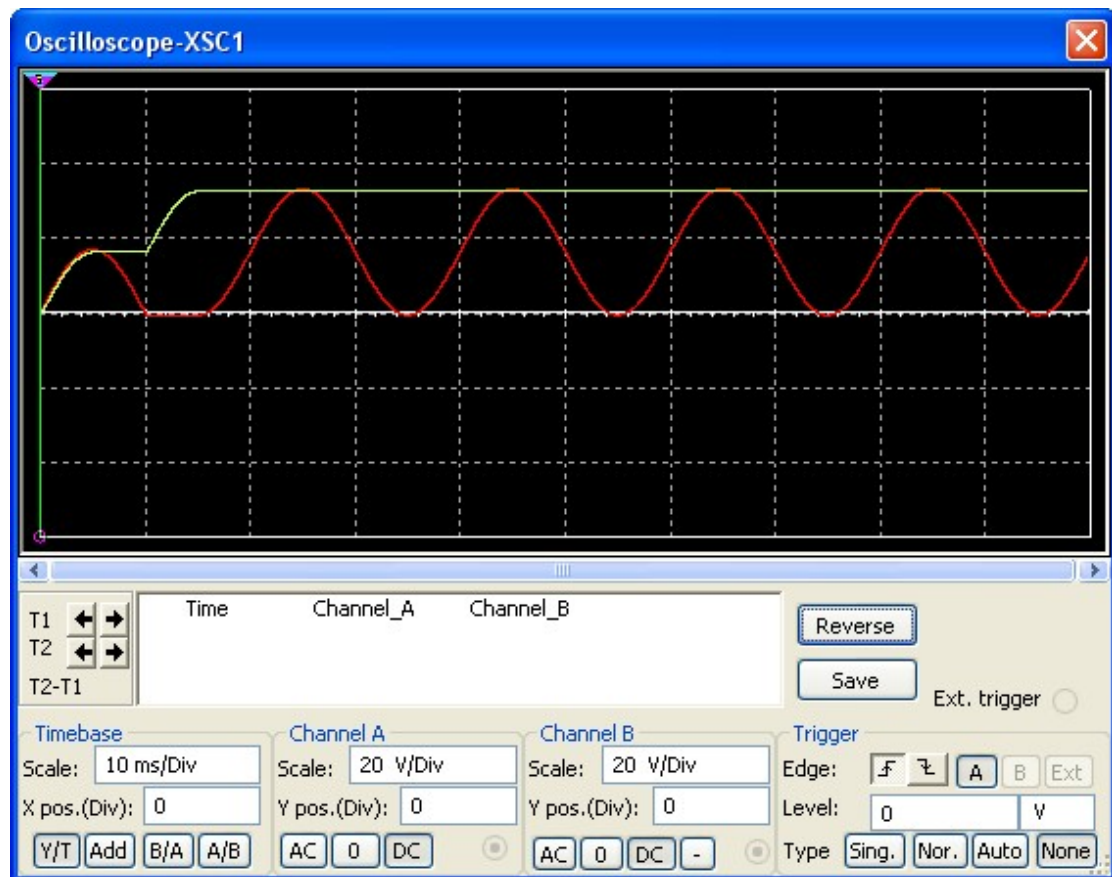 Oscilloscope-XSC1
Time Channel_A Channel_B
T1
T2
T2-T1
Reverse
Save
Ext. trigger
Timebase
Scale: 10 ms/Div
X pos.(Div): 0
Y/T Add B/A A/B
Channel A
Scale: 20 V/Div
Y pos.(Div): 0
AC 0 DC
Channel B
Scale: 20 V/Div
Y pos.(Div): 0
AC 0 DC -
Trigger
Edge: A B Ext
Level: 0 V
Type Sing. Nor. Auto None